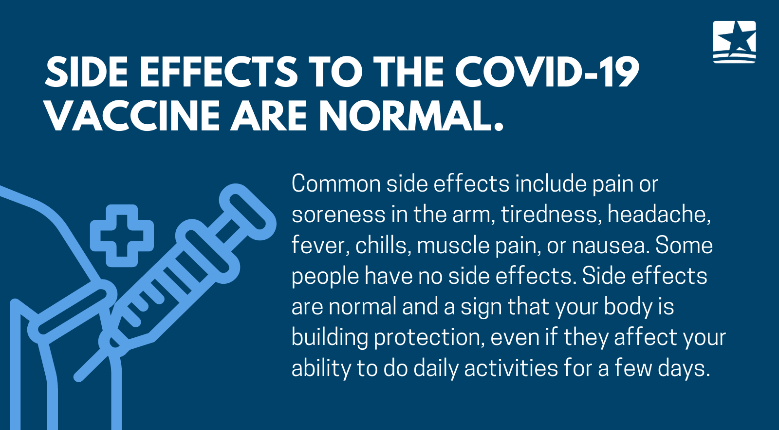 SIDE EFFECTS TO THE COVID-19
VACCINE ARE NORMAL.
Common side effects include pain or
soreness in the arm, tiredness, headache,
fever, chills, muscle pain, or nausea. Some
people have no side effects. Side effects
are normal and a sign that your body is
building protection, even if they affect your
ability to do daily activities for a few days.